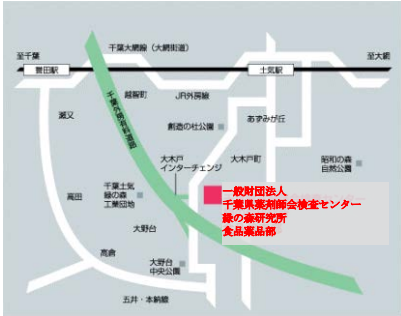 千葉大網線（大網街道）
至千葉
至大網
誉田駅
土気駅
越智町
JR外房線
千葉外房有料道路
瀬又
創造の杜公園
あすみが丘
大木戸
インターチェンジ
大木戸町
昭和の森
自然公園
高田
千葉土気
緑の森
工業団地
一般財団法人
千葉県薬剤師会検査センター
緑の森研究所
食品薬品部
大野台
高倉
大野台
中央公園
五井・本納線